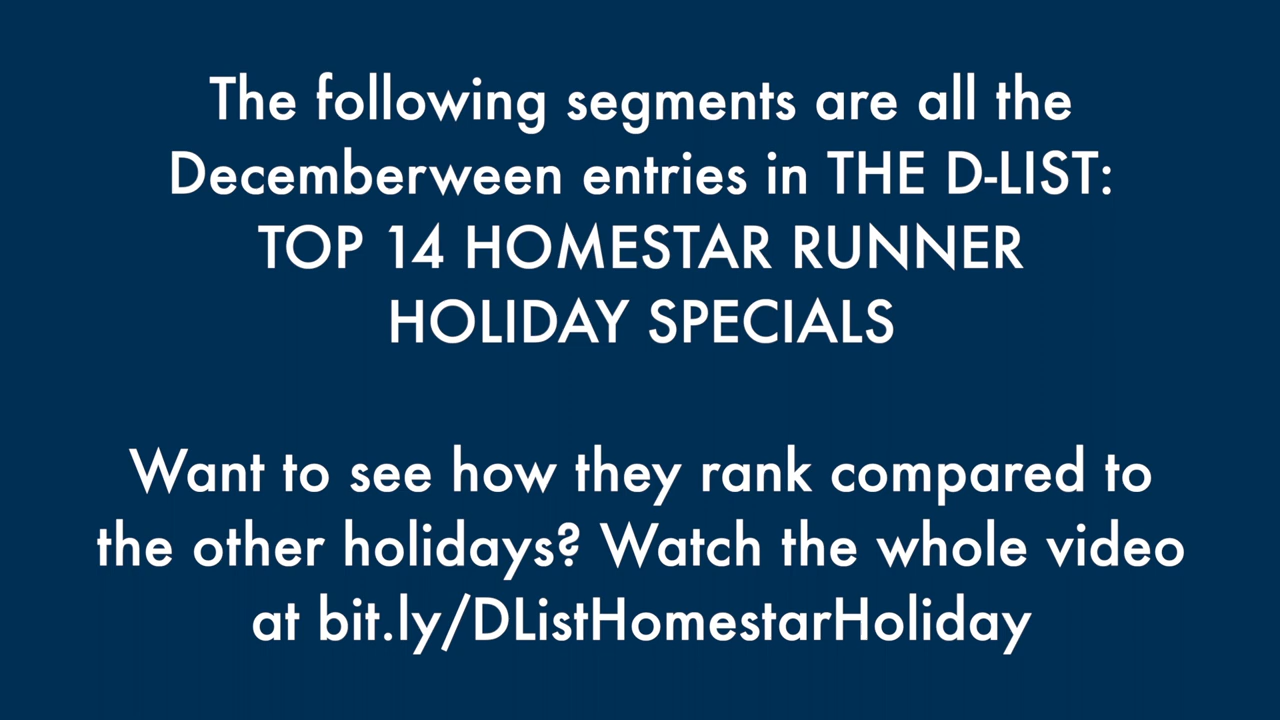 The following segments are all the
Decemberween entries in THE D-LIST:
TOP 14 HOMESTAR RUNNER
HOLIDAY SPECIALS
Want to see how they rank compared to
the other holidays? Watch the whole video
at bit.ly/DListHomestarHoliday